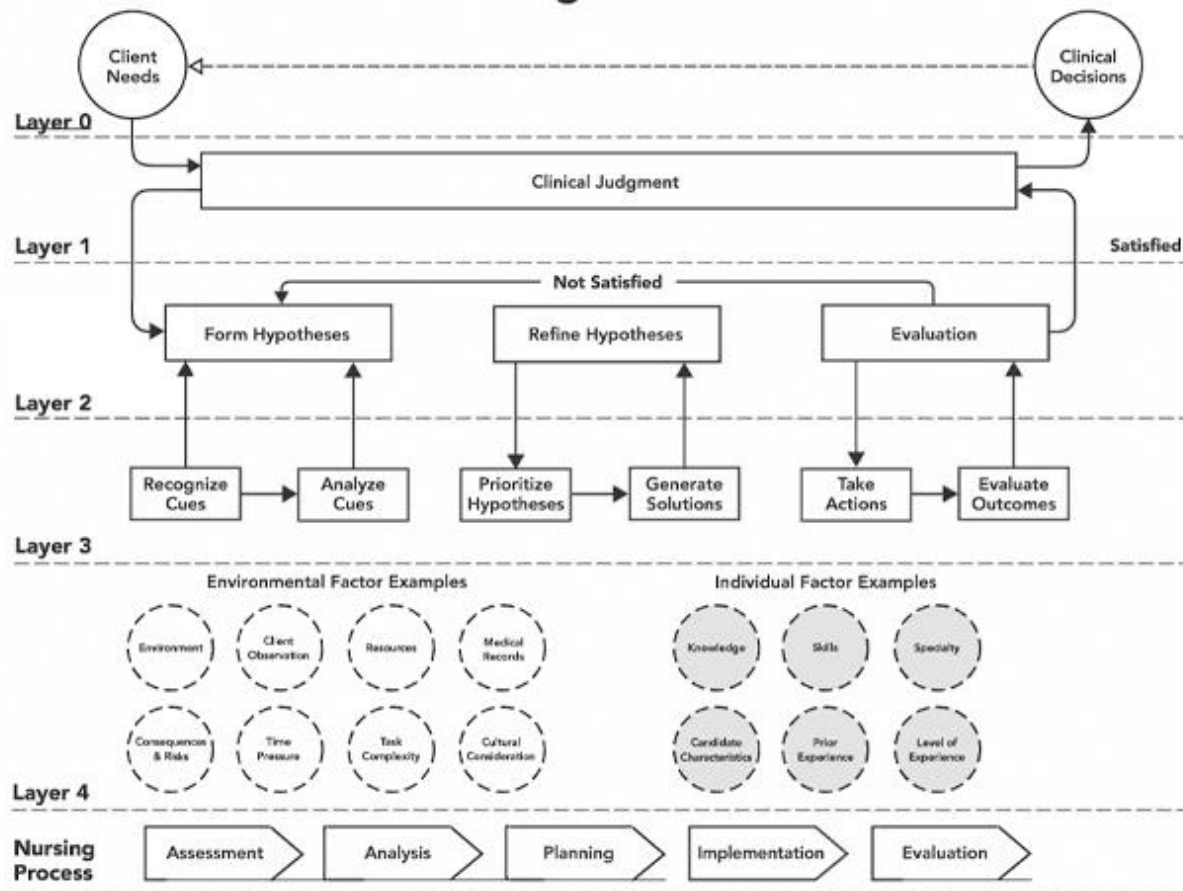 Client
Needs
Clinical
Decisions
Layer 0
Clinical Judgment
Layer 1
Satisfied
Not Satisfied
Form Hypotheses
Refine Hypotheses
Evaluation
Layer 2
Recognize
Cues
Analyze
Cues
Prioritize
Hypotheses
Generate
Solutions
Take
Actions
Evaluate
Outcomes
Layer 3
Environmental Factor Examples
Individual Factor Examples
Environment
Client
Observation
Resources
Medical
Records
Knowledge
Skills
Specialty
Consequences
& Risks
Time
Pressure
Task
Complexity
Cultural
Consideration
Candidate
Characteristics
Prior
Experience
Level of
Experience
Layer 4
Nursing
Process
Assessment
Analysis
Planning
Implementation
Evaluation